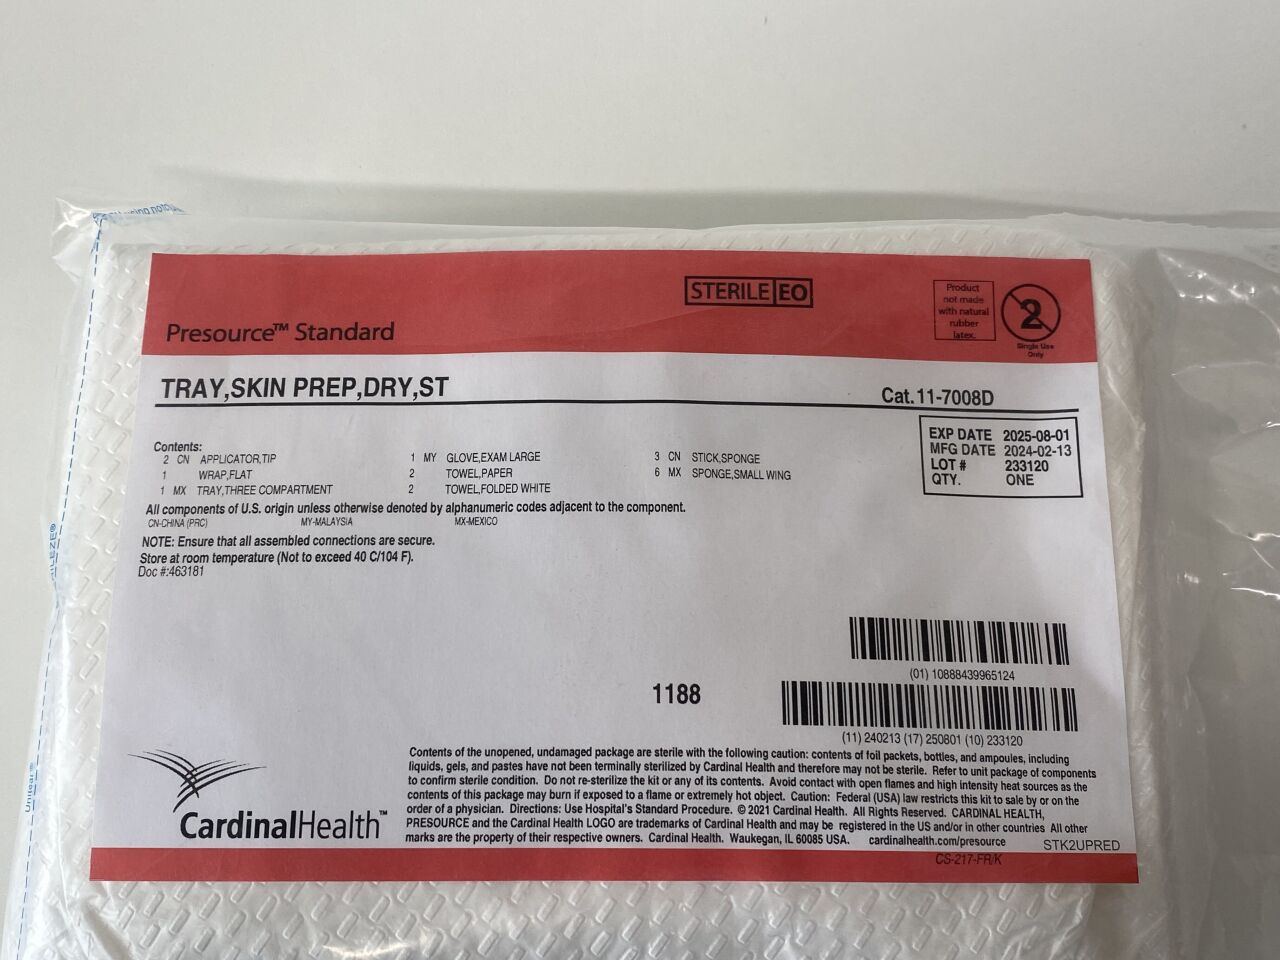 Presource™ Standard
STERILE EO
Product
not made
with natural
rubber
latex.
2
Single Use
Only
TRAY,SKIN PREP,DRY,ST
Cat. 11-7008D
EXP DATE 2025-08-01
MFG DATE 2024-02-13
LOT # 233120
QTY. ONE
Contents:
2 CN APPLICATOR,TIP 1 MY GLOVE,EXAM LARGE 3 CN STICK,SPONGE
1 WRAP,FLAT 2 TOWEL,PAPER 6 MX SPONGE,SMALL WING
1 MX TRAY,THREE COMPARTMENT 2 TOWEL,FOLDED WHITE
All components of U.S. origin unless otherwise denoted by alphanumeric codes adjacent to the component.
CN-CHINA (PRC) MY-MALAYSIA MX-MEXICO
NOTE: Ensure that all assembled connections are secure.
Store at room temperature (Not to exceed 40 C/104 F).
Doc #:463181
(01) 10888439965124
1188
(11) 240213 (17) 250801 (10) 233120
CardinalHealth™
Contents of the unopened, undamaged package are sterile with the following caution: contents of foil packets, bottles, and ampoules, including
liquids, gels, and pastes have not been terminally sterilized by Cardinal Health and therefore may not be sterile. Refer to unit package of components
to confirm sterile condition. Do not re-sterilize the kit or any of its contents. Avoid contact with open flames and high intensity heat sources as the
contents of this package may burn if exposed to a flame or extremely hot object. Caution: Federal (USA) law restricts this kit to sale by or on the
order of a physician. Directions: Use Hospital's Standard Procedure. © 2021 Cardinal Health. All Rights Reserved. CARDINAL HEALTH,
PRESOURCE and the Cardinal Health LOGO are trademarks of Cardinal Health and may be registered in the US and/or in other countries All other
marks are the property of their respective owners. Cardinal Health. Waukegan, IL 60085 USA. cardinalhealth.com/presource
STK2UPRED
CS-217-FR/K